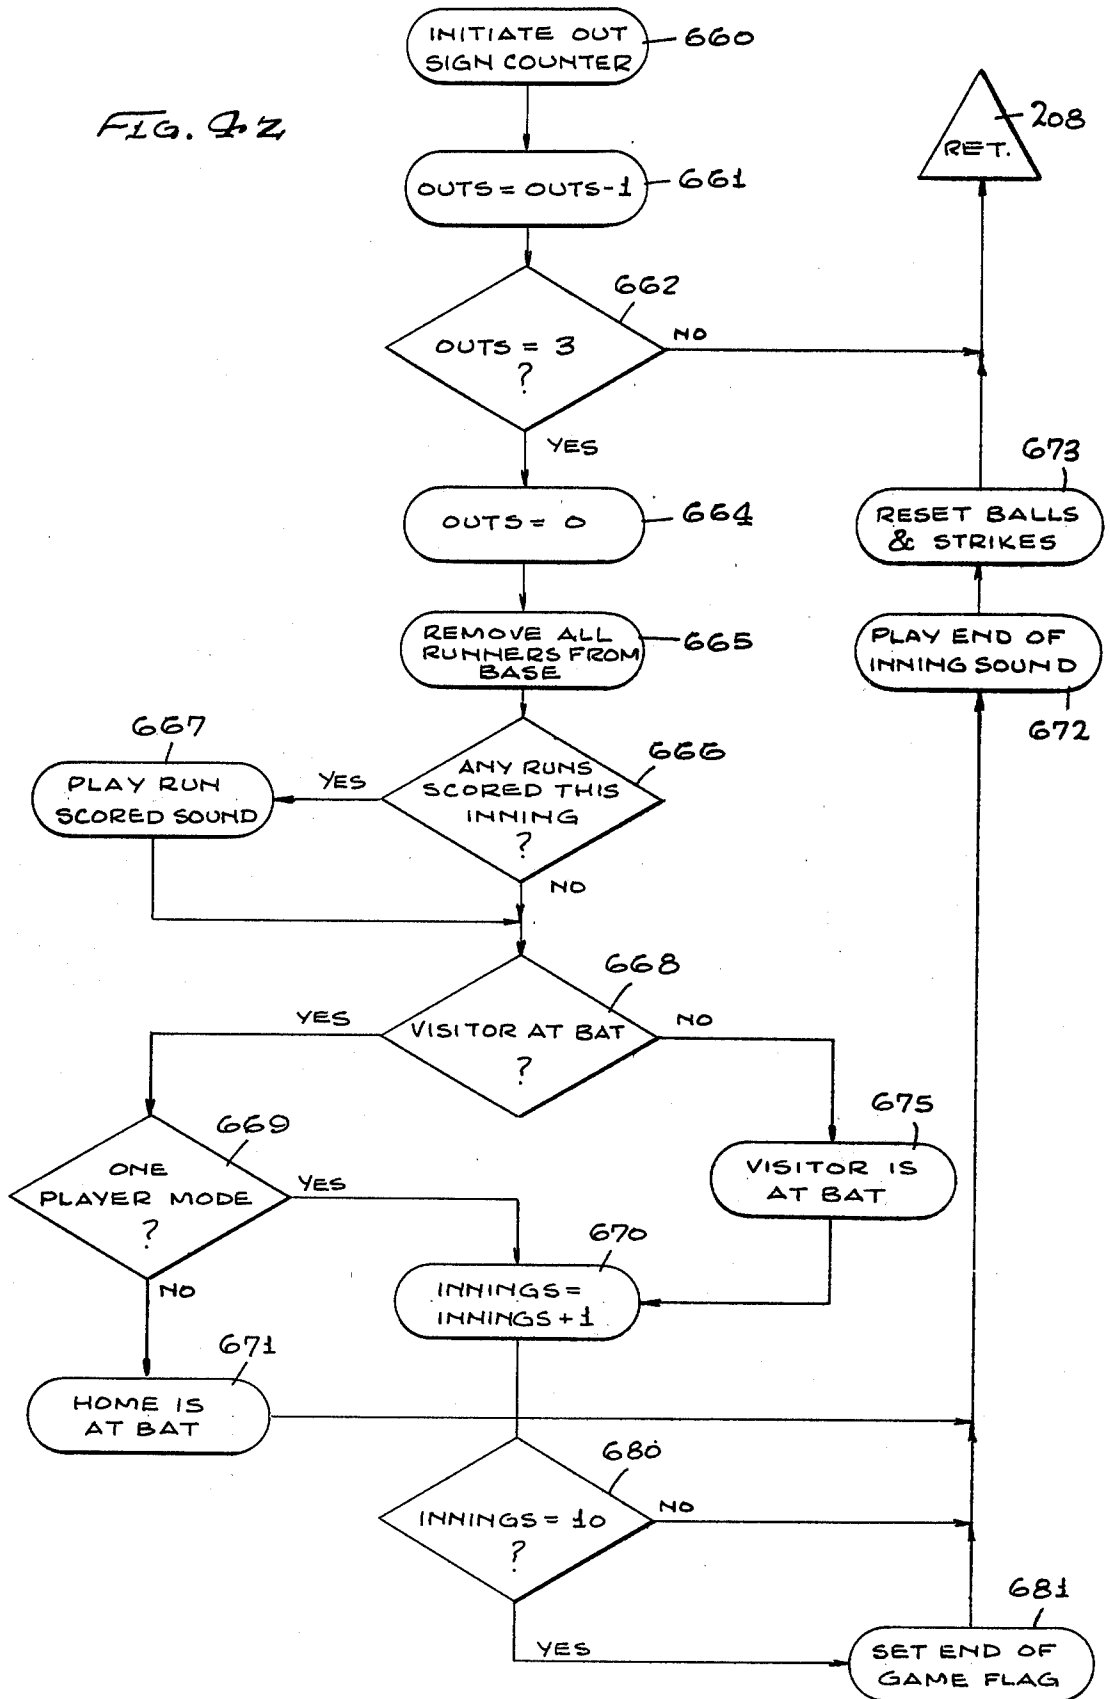 INITIATE OUT
SIGN COUNTER
660
FIG. 4z
208
RET.
OUTS = OUTS-1
661
662
OUTS = 3
?
NO
YES
673
OUTS = 0
664
RESET BALLS
& STRIKES
REMOVE ALL
RUNNERS FROM
BASE
665
PLAY END OF
INNING SOUND
672
667
PLAY RUN
SCORED SOUND
YES
666
ANY RUNS
SCORED THIS
INNING
?
NO
668
YES
VISITOR AT BAT
?
NO
669
ONE
PLAYER MODE
?
YES
NO
675
VISITOR IS
AT BAT
670
INNINGS =
INNINGS + 1
671
HOME IS
AT BAT
680
INNINGS = 10
?
NO
YES
681
SET END OF
GAME FLAG